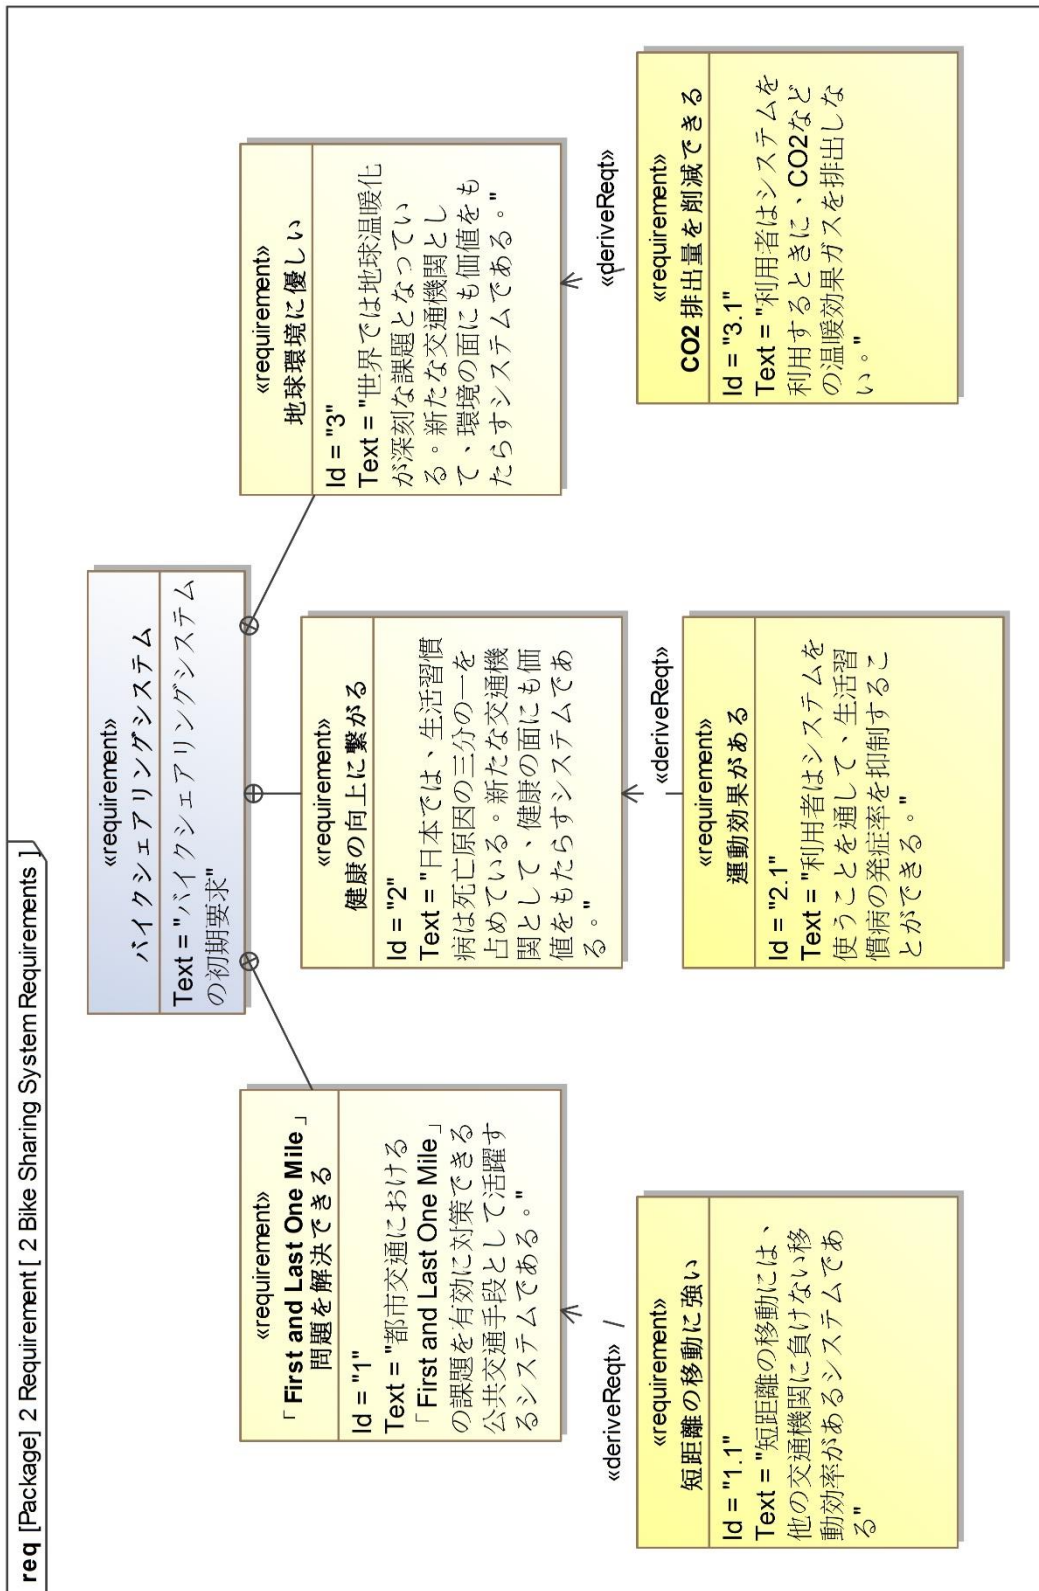 req [Package] 2 Requirement [ 2 Bike Sharing System Requirements ]
«requirement»
バイクシェアリングシステム
Text = "バイクシェアリングシステム
の初期要求"
«requirement»
「First and Last One Mile」
問題を解決できる
Id = "1"
Text = "都市交通における
「First and Last One Mile」
の課題を有効に対策できる
公共交通手段として活躍す
るシステムである。"
«requirement»
健康の向上に繋がる
Id = "2"
Text = "日本では、生活習慣
病は死亡原因の三分の一を
占めている。新たな交通機
関として、健康の面にも価
値をもたらすシステムであ
る。"
«requirement»
地球環境に優しい
Id = "3"
Text = "世界では地球温暖化
が深刻な課題となってい
る。新たな交通機関とし
て、環境の面にも価値をも
たらすシステムである。"
«deriveReqt»
«deriveReqt»
«deriveReqt»
«requirement»
短距離の移動に強い
Id = "1.1"
Text = "短距離の移動には、
他の交通機関に負けない移
動効率があるシステムであ
る"
«requirement»
運動効果がある
Id = "2.1"
Text = "利用者はシステムを
使うことを通して、生活習
慣病の発症率を抑制するこ
とができる。"
«requirement»
CO2 排出量を削減できる
Id = "3.1"
Text = "利用者はシステムを
利用するときに、CO2など
の温暖効果ガスを排出しな
い。"